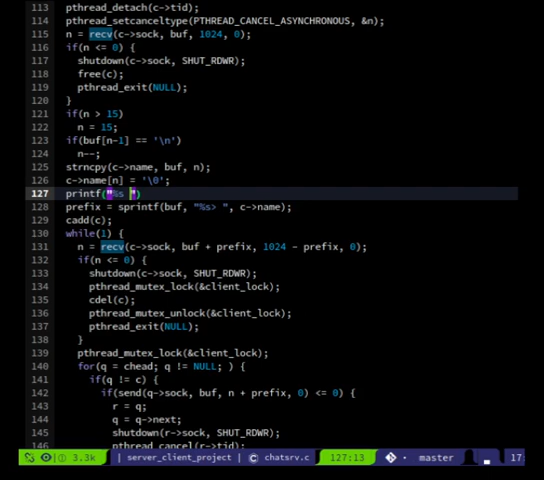 113 pthread_detach(c->tid);
114 pthread_setcanceltype(PTHREAD_CANCEL_ASYNCHRONOUS, &n);
115 n = recv(c->sock, buf, 1024, 0);
116 if(n <= 0) {
117 shutdown(c->sock, SHUT_RDWR);
118 free(c);
119 pthread_exit(NULL);
120 }
121 if(n > 15)
122 n = 15;
123 if(buf[n-1] == '\n')
124 n--;
125 strncpy(c->name, buf, n);
126 c->name[n] = '\0';
127 printf("%s ")
128 prefix = sprintf(buf, "%s> ", c->name);
129 cadd(c);
130 while(1) {
131 n = recv(c->sock, buf + prefix, 1024 - prefix, 0);
132 if(n <= 0) {
133 shutdown(c->sock, SHUT_RDWR);
134 pthread_mutex_lock(&client_lock);
135 cdel(c);
136 pthread_mutex_unlock(&client_lock);
137 pthread_exit(NULL);
138 }
139 pthread_mutex_lock(&client_lock);
140 for(q = chead; q != NULL; ) {
141 if(q != c) {
142 if(send(q->sock, buf, n + prefix, 0) <= 0) {
143 r = q;
144 q = q->next;
145 shutdown(r->sock, SHUT_RDWR);
146 pthread_cancel(r->tid);
3.3k | server_client_project | chatsrv.c 127:13 master 17